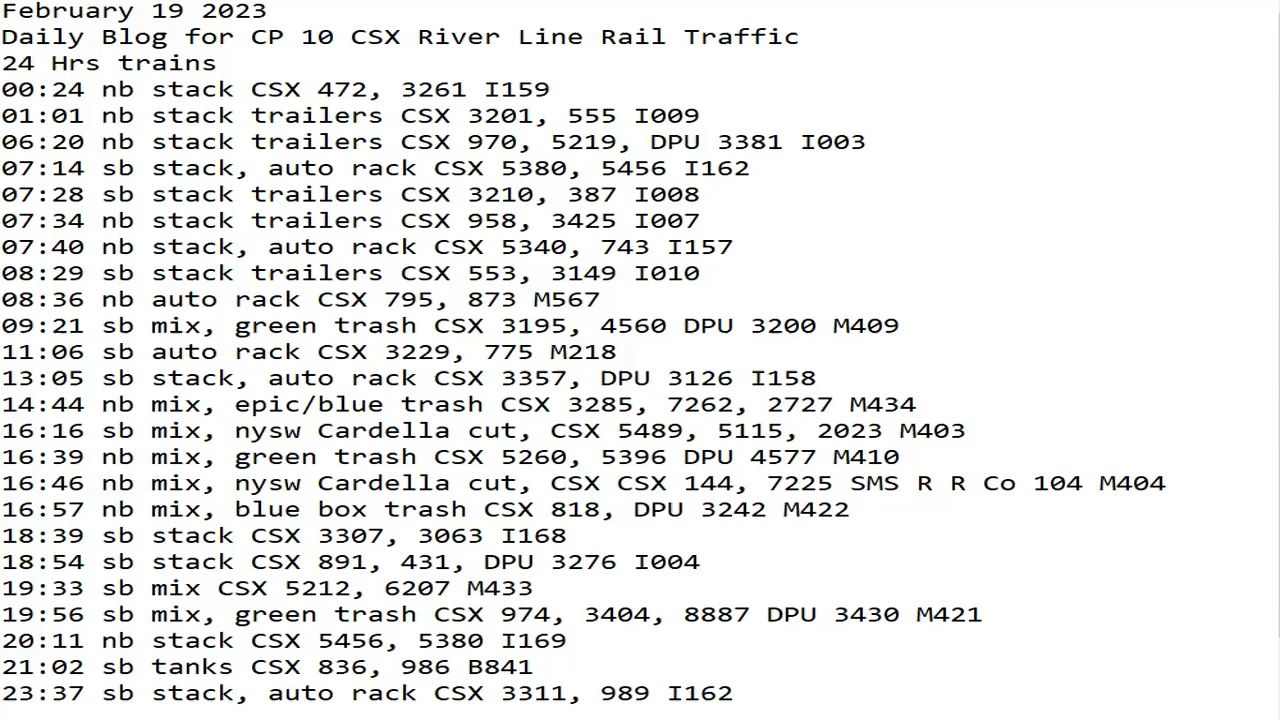 February 19 2023
Daily Blog for CP 10 CSX River Line Rail Traffic
24 Hrs trains
00:24 nb stack CSX 472, 3261 I159
01:01 nb stack trailers CSX 3201, 555 I009
06:20 nb stack trailers CSX 970, 5219, DPU 3381 I003
07:14 sb stack, auto rack CSX 5380, 5456 I162
07:28 sb stack trailers CSX 3210, 387 I008
07:34 nb stack trailers CSX 958, 3425 I007
07:40 nb stack, auto rack CSX 5340, 743 I157
08:29 sb stack trailers CSX 553, 3149 I010
08:36 nb auto rack CSX 795, 873 M567
09:21 sb mix, green trash CSX 3195, 4560 DPU 3200 M409
11:06 sb auto rack CSX 3229, 775 M218
13:05 sb stack, auto rack CSX 3357, DPU 3126 I158
14:44 nb mix, epic/blue trash CSX 3285, 7262, 2727 M434
16:16 sb mix, nysw Cardella cut, CSX 5489, 5115, 2023 M403
16:39 nb mix, green trash CSX 5260, 5396 DPU 4577 M410
16:46 nb mix, nysw Cardella cut, CSX CSX 144, 7225 SMS R R Co 104 M404
16:57 nb mix, blue box trash CSX 818, DPU 3242 M422
18:39 sb stack CSX 3307, 3063 I168
18:54 sb stack CSX 891, 431, DPU 3276 I004
19:33 sb mix CSX 5212, 6207 M433
19:56 sb mix, green trash CSX 974, 3404, 8887 DPU 3430 M421
20:11 nb stack CSX 5456, 5380 I169
21:02 sb tanks CSX 836, 986 B841
23:37 sb stack, auto rack CSX 3311, 989 I162